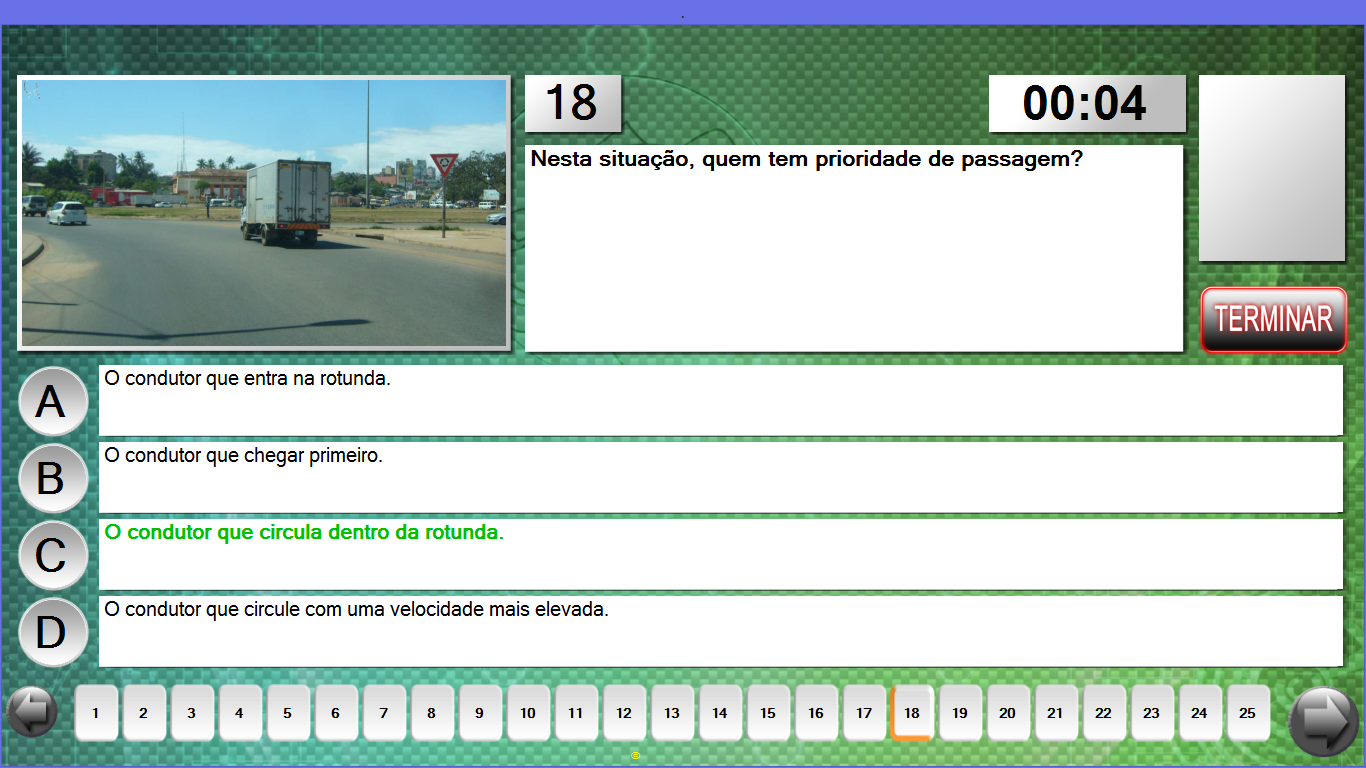 18
00:04
Nesta situação, quem tem prioridade de passagem?
TERMINAR
A
O condutor que entra na rotunda.
B
O condutor que chegar primeiro.
C
O condutor que circula dentro da rotunda.
D
O condutor que circule com uma velocidade mais elevada.
1 2 3 4 5 6 7 8 9 10 11 12 13 14 15 16 17 18 19 20 21 22 23 24 25